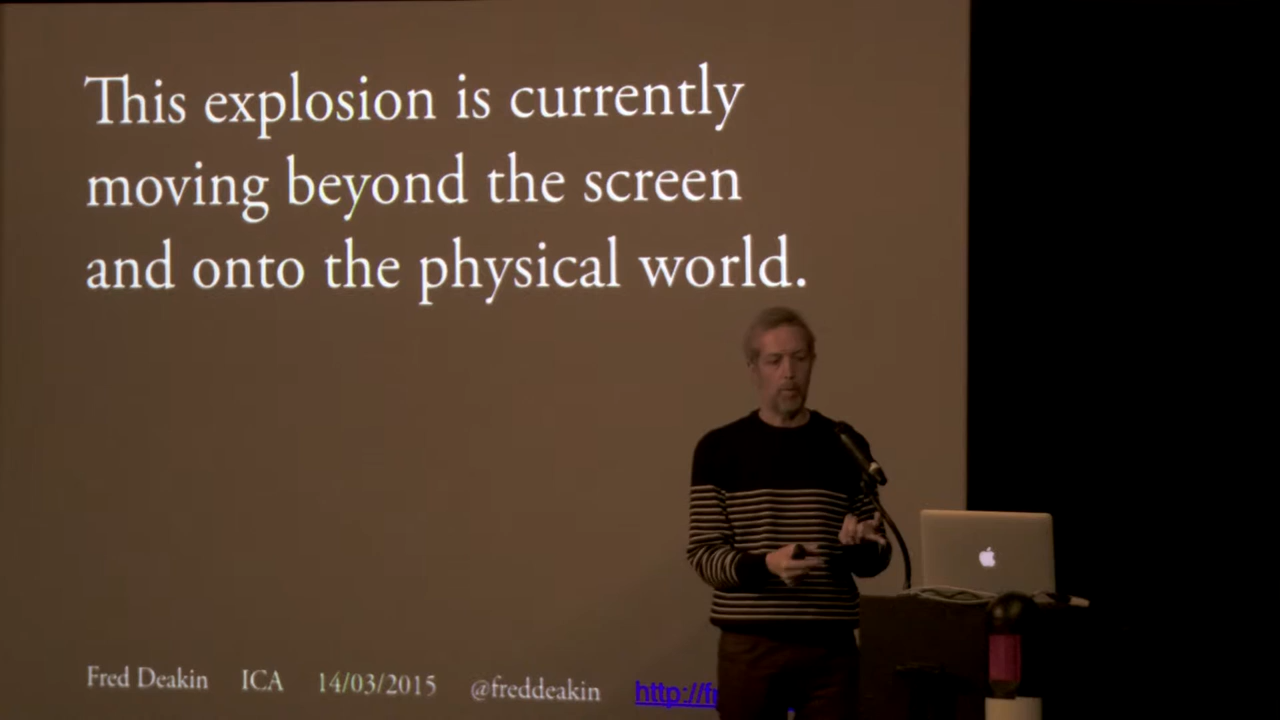 This explosion is currently
moving beyond the screen
and onto the physical world.
Fred Deakin ICA 14/03/2015 @freddeakin http://f